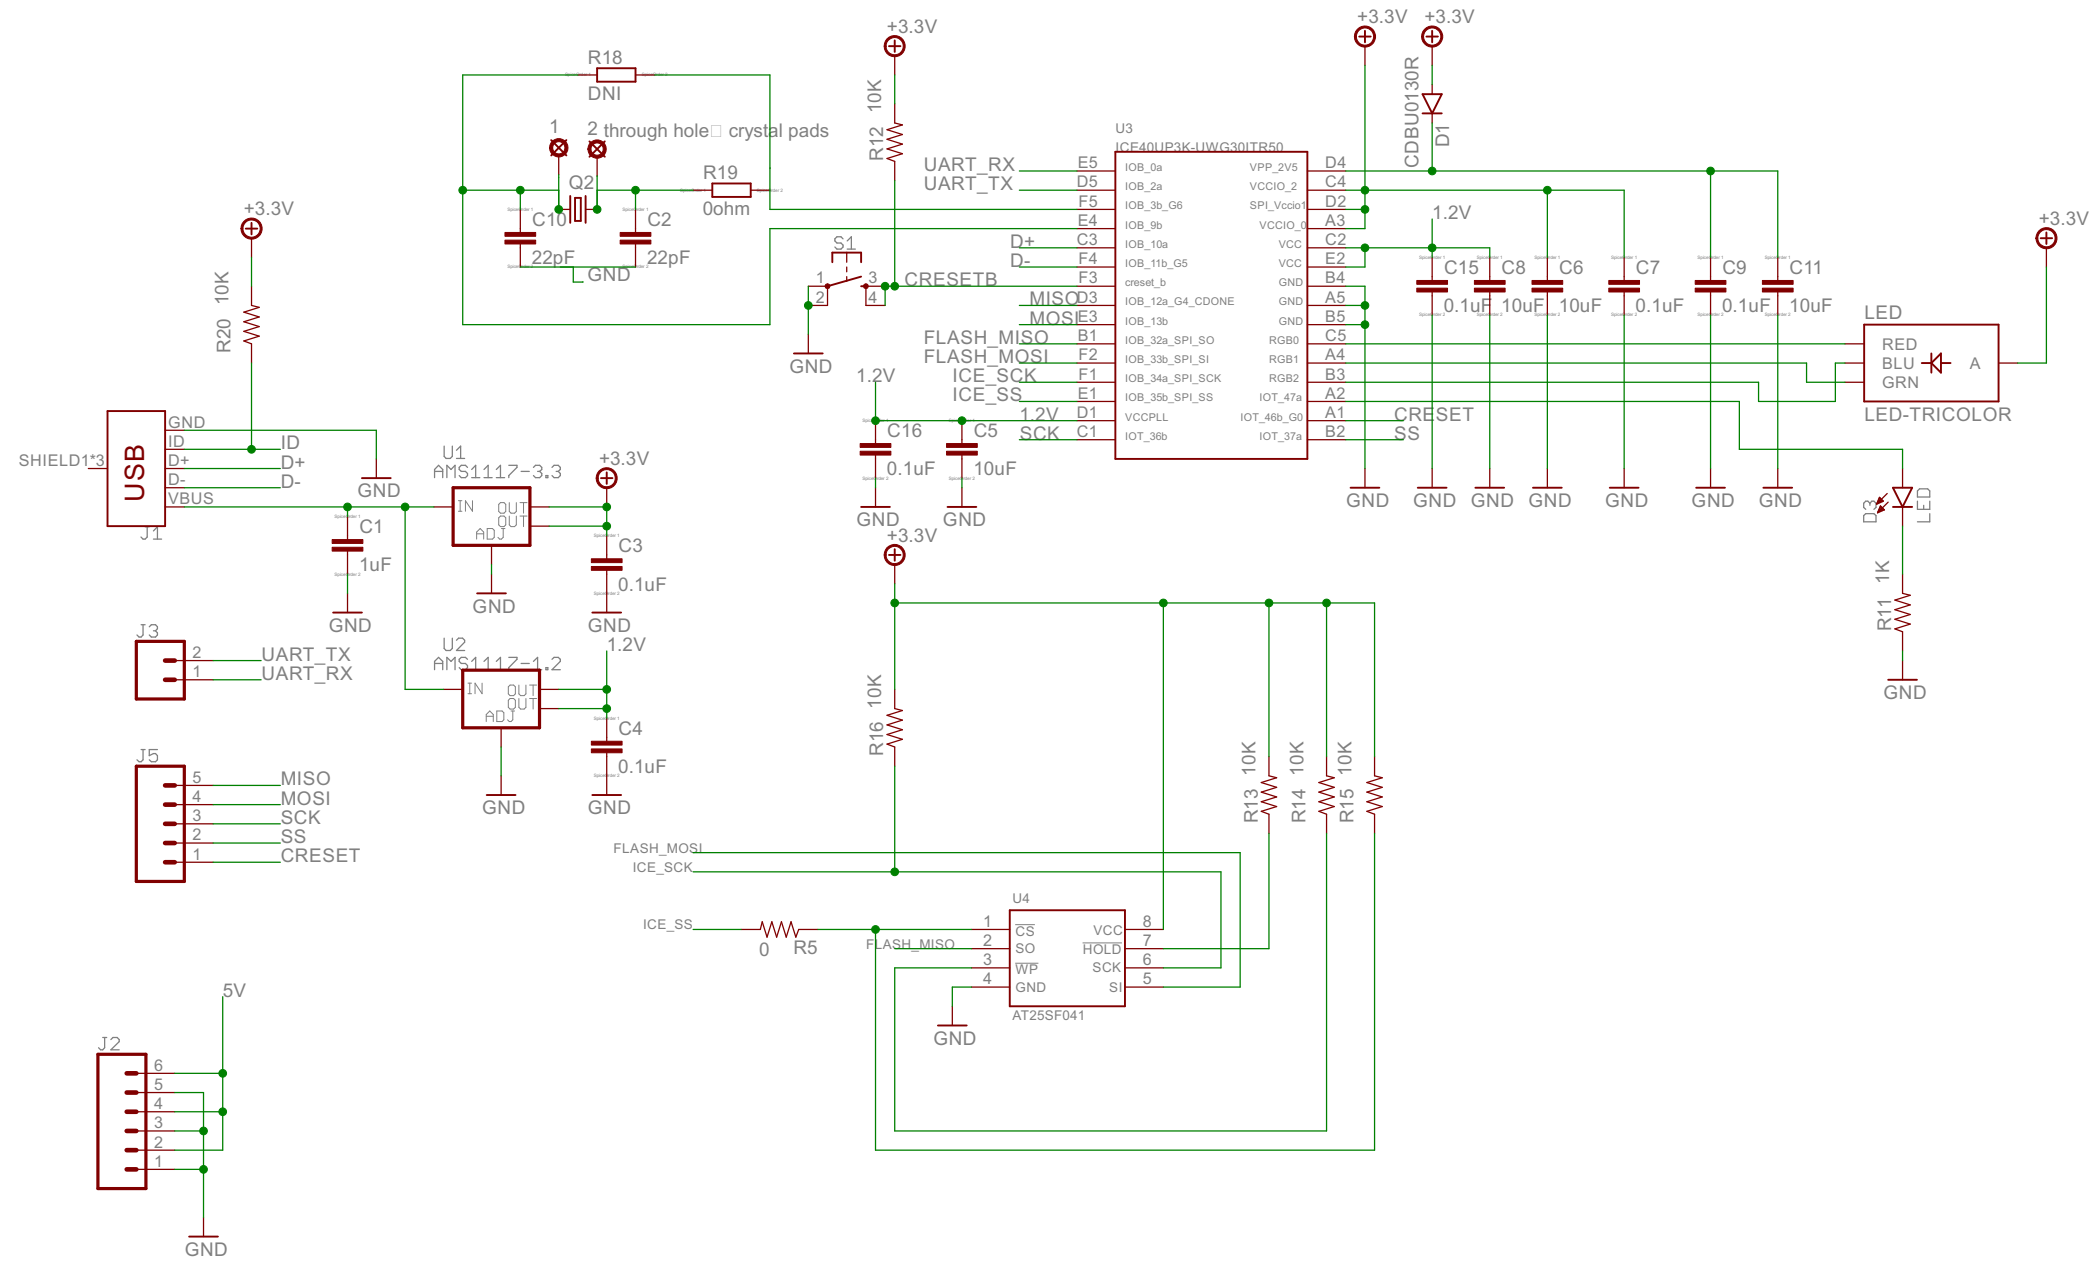 +3.3V
R18
DNI
1
2 through hole crystal pads
Q2
C10
22pF
C2
22pF
GND
R19
0ohm
+3.3V
R12 10K
S1
1
2
3
4
GND
CRESETB
+3.3V
+3.3V
CDBU0130R
D1
U3
ICE40UP3K-UWG30ITR50
UART_RX E5 IOB_0a
UART_TX D5 IOB_2a
F5 IOB_3b_G6
E4 IOB_9b
D+ C3 IOB_10a
D- F4 IOB_11b_G5
F3 creset_b
MISO D3 IOB_12a_G4_CDONE
MOSI E3 IOB_13b
FLASH_MISO B1 IOB_32a_SPI_SO
FLASH_MOSI F2 IOB_33b_SPI_SI
ICE_SCK F1 IOB_34a_SPI_SCK
ICE_SS E1 IOB_35b_SPI_SS
1.2V D1 VCCPLL
SCK C1 IOT_36b
VPP_2V5 D4
VCCIO_2 C4
SPI_Vccio1 D2
VCCIO_0 A3
VCC C2
VCC E2
GND B4
GND A5
GND B5
RGB0 C5
RGB1 A4
RGB2 B3
IOT_47a A2
IOT_46b_G0 A1 CRESET
IOT_37a B2 SS
1.2V
C15
0.1uF
C8
10uF
C6
10uF
C7
0.1uF
C9
0.1uF
C11
10uF
GND
GND
GND
GND
GND
GND
GND
+3.3V
LED
RED
BLU
GRN
A
LED-TRICOLOR
D3
LED
R11 1K
GND
1.2V
C16
0.1uF
C5
10uF
GND
GND
+3.3V
R20 10K
SHIELD1*3
USB
J1
GND
ID
D+
D-
VBUS
ID
D+
D-
GND
C1
1uF
GND
U1
AMS1117-3.3
IN
OUT
OUT
ADJ
GND
+3.3V
C3
0.1uF
GND
U2
AMS1117-1.2
IN
OUT
OUT
ADJ
GND
1.2V
C4
0.1uF
GND
J3
2 UART_TX
1 UART_RX
J5
5 MISO
4 MOSI
3 SCK
2 SS
1 CRESET
+3.3V
R16 10K
R13 10K
R14 10K
R15 10K
FLASH_MOSI
ICE_SCK
ICE_SS
0 R5
FLASH_MISO
U4
1 CS
2 SO
3 WP
4 GND
VCC 8
HOLD 7
SCK 6
SI 5
AT25SF041
GND
5V
J2
6
5
4
3
2
1
GND